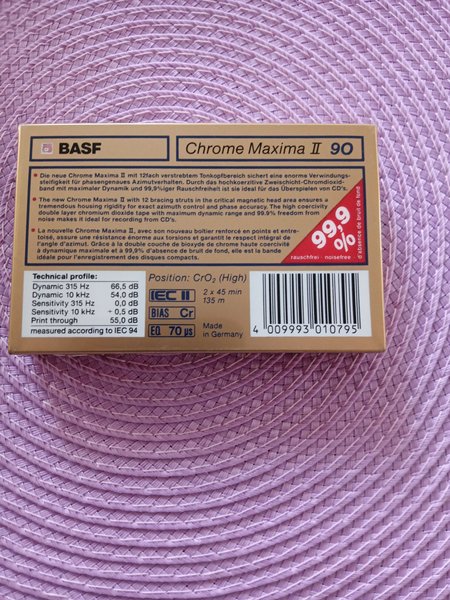 BASF
Chrome Maxima II 90
Die neue Chrome Maxima II mit 12fach verstrebtem Tonkopfbereich sichert eine enorme Verwindungs-
steifigkeit für phasengenaues Azimutverhalten. Durch das hochkoerzitive Zweischicht-Chromdioxid-
band mit maximaler Dynamik und 99,9%iger Rauschfreiheit ist sie ideal für das Überspielen von CD's.
The new Chrome Maxima II with 12 bracing struts in the critical magnetic head area ensures a
tremendous housing rigidity for exact azimuth control and phase accuracy. The high coercivity
double layer chromium dioxide tape with maximum dynamic range and 99.9% freedom from
noise makes it ideal for recording from CD's.
La nouvelle Chrome Maxima II, avec son nouveau boîtier renforcé en points et entre-
toisé, assure une résistance énorme aux torsions et garantit le respect intégral de
l'angle d'azimut. Grâce à la double couche de bioxyde de chrome haute coercivité
à dynamique maximale et à 99,9% d'absence de bruit de fond, elle est la bande
idéale pour l'enregistrement des disques compacts.
99,9
%
rauschfrei · noisefree
d'absence de bruit de fond
Technical profile:
Dynamic 315 Hz 66,5 dB
Dynamic 10 kHz 54,0 dB
Sensitivity 315 Hz 0,0 dB
Sensitivity 10 kHz + 0,5 dB
Print through 55,0 dB
measured according to IEC 94
Position: CrO₂ (High)
IEC II
2 x 45 min
135 m
BIAS Cr
EQ 70 µs
Made
in Germany
4 009993 010795